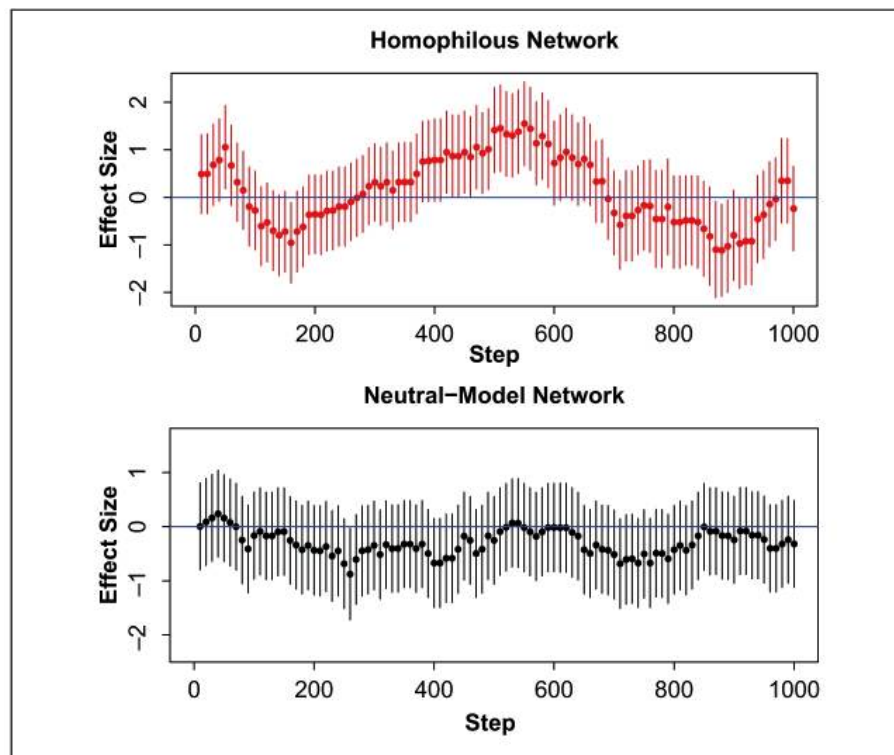 Homophilous Network
Effect Size
2
1
0
−1
−2
0 200 400 600 800 1000
Step
Neutral−Model Network
Effect Size
1
0
−1
−2
0 200 400 600 800 1000
Step